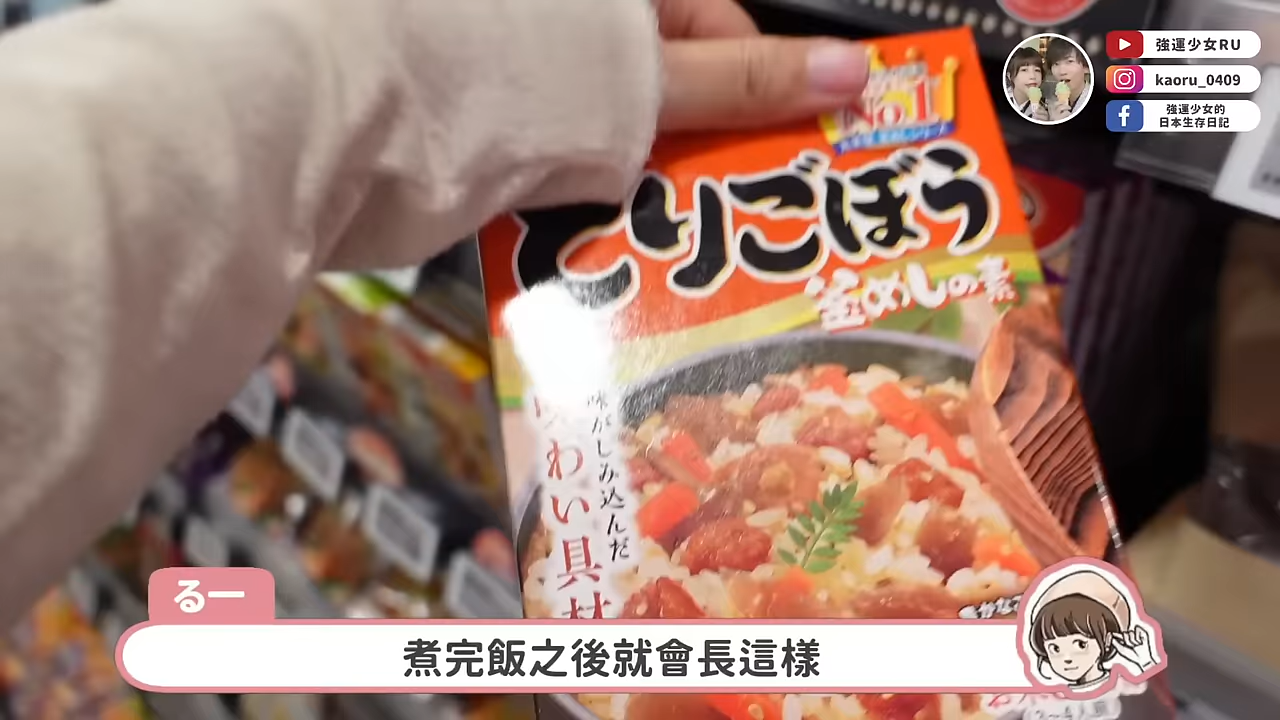 強運少女RU
kaoru_0409
強運少女的
日本生存日記
No.1
とりごぼう
釜めしの素
味がしみ込んだ
わい具材
るー
煮完飯之後就會長這樣